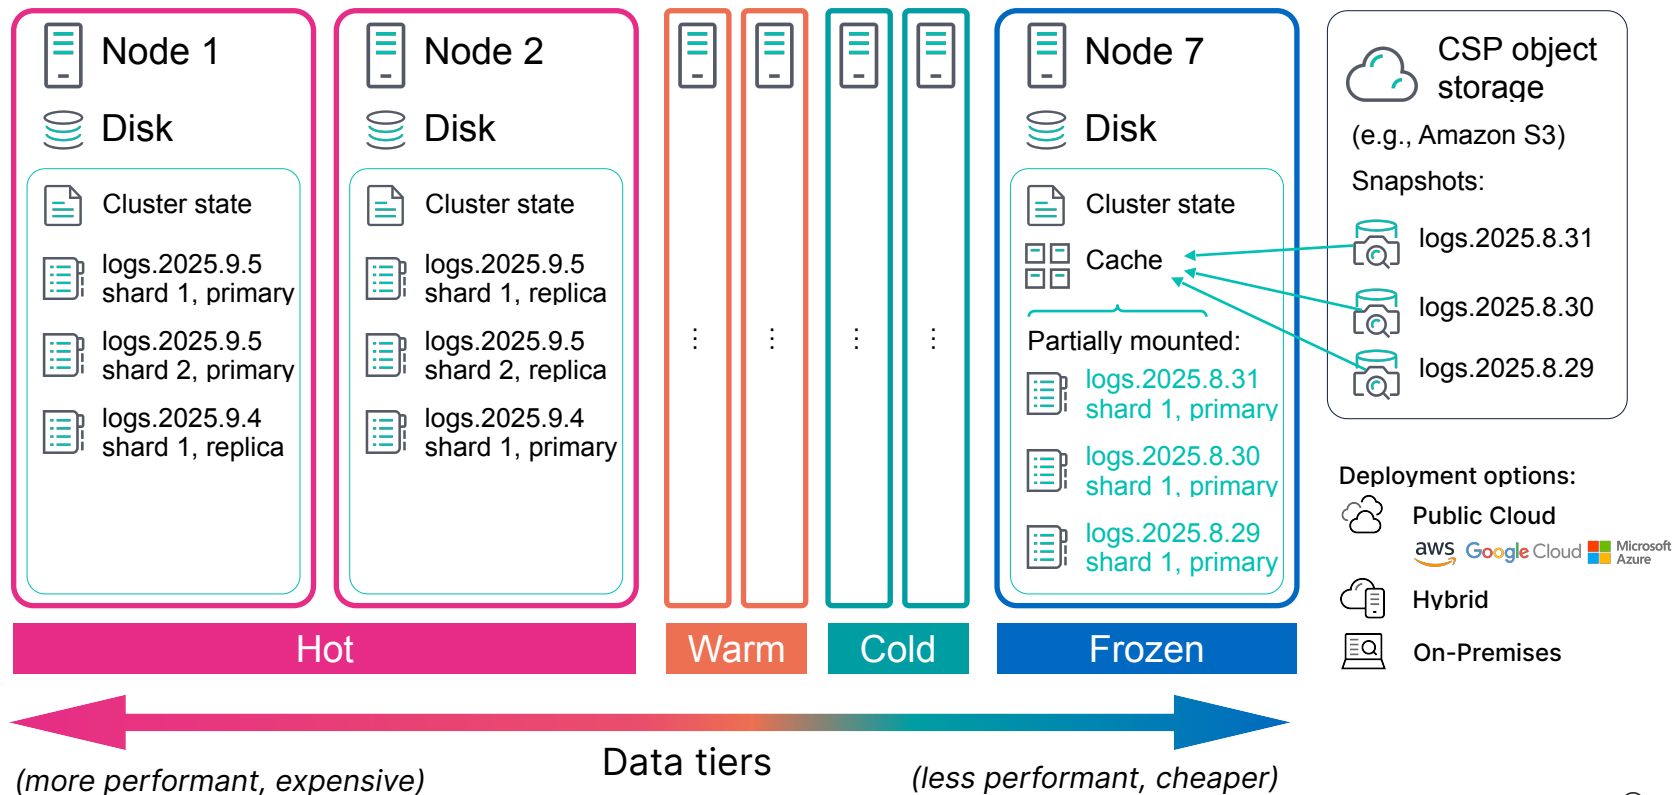 Node 1
Disk
Cluster state
logs.2025.9.5
shard 1, primary
logs.2025.9.5
shard 2, primary
logs.2025.9.4
shard 1, replica
Node 2
Disk
Cluster state
logs.2025.9.5
shard 1, replica
logs.2025.9.5
shard 2, replica
logs.2025.9.4
shard 1, primary
Hot
...
...
Warm
...
...
Cold
Node 7
Disk
Cluster state
Cache
Partially mounted:
logs.2025.8.31
shard 1, primary
logs.2025.8.30
shard 1, primary
logs.2025.8.29
shard 1, primary
Frozen
CSP object
storage
(e.g., Amazon S3)
Snapshots:
logs.2025.8.31
logs.2025.8.30
logs.2025.8.29
Deployment options:
Public Cloud
aws Google Cloud Microsoft
Azure
Hybrid
On-Premises
Data tiers
(more performant, expensive)
(less performant, cheaper)